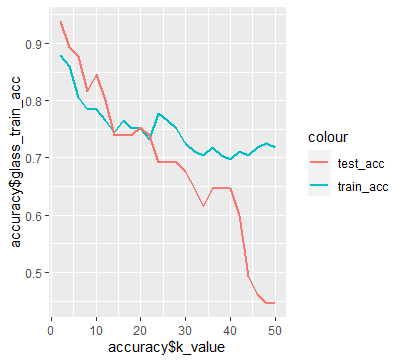 accuracy$glass_train_acc
0.9
0.8
0.7
0.6
0.5
0
10
20
30
40
50
accuracy$k_value
colour
test_acc
train_acc